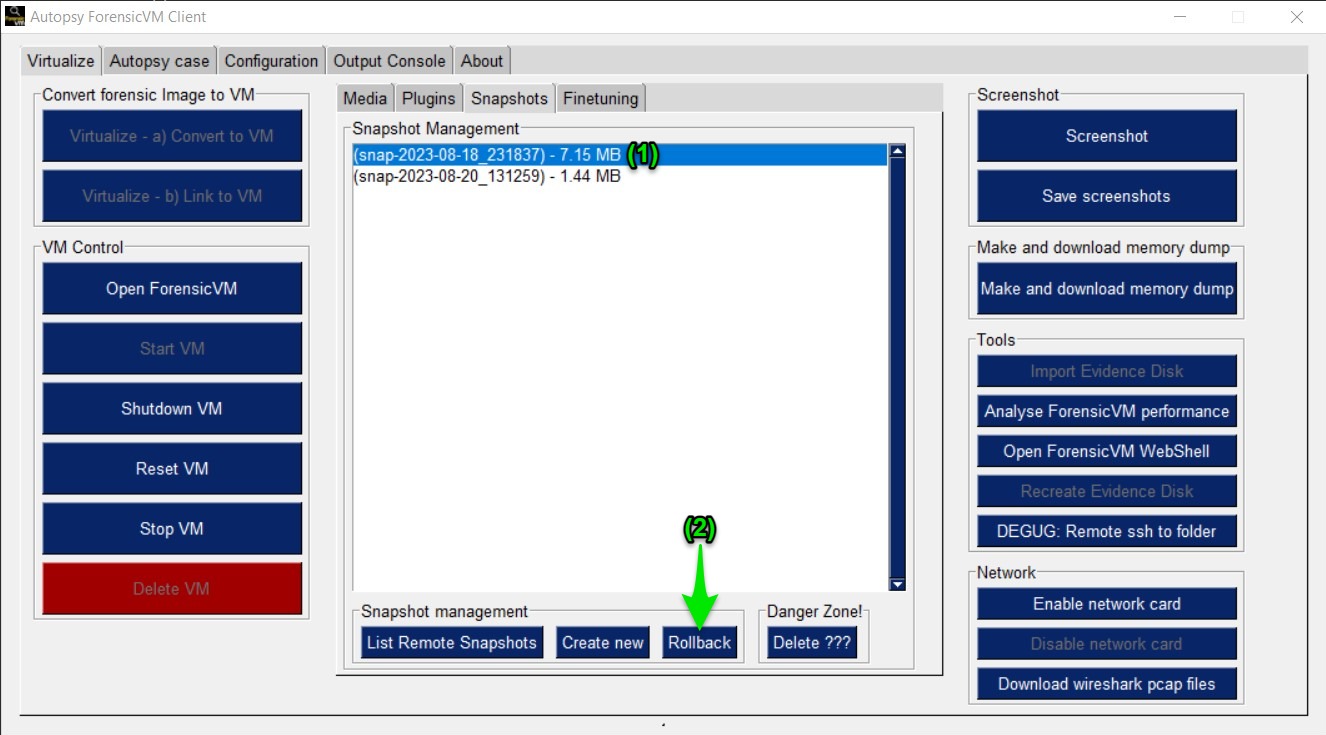 Autopsy ForensicVM Client
Virtualize Autopsy case Configuration Output Console About
Convert forensic Image to VM
Virtualize - a) Convert to VM
Virtualize - b) Link to VM
VM Control
Open ForensicVM
Start VM
Shutdown VM
Reset VM
Stop VM
Delete VM
Media Plugins Snapshots Finetuning
Snapshot Management
(snap-2023-08-18_231837) - 7.15 MB (1)
(snap-2023-08-20_131259) - 1.44 MB
(2)
Snapshot management
List Remote Snapshots Create new Rollback
Danger Zone!
Delete ???
Screenshot
Screenshot
Save screenshots
Make and download memory dump
Make and download memory dump
Tools
Import Evidence Disk
Analyse ForensicVM performance
Open ForensicVM WebShell
Recreate Evidence Disk
DEGUG: Remote ssh to folder
Network
Enable network card
Disable network card
Download wireshark pcap files